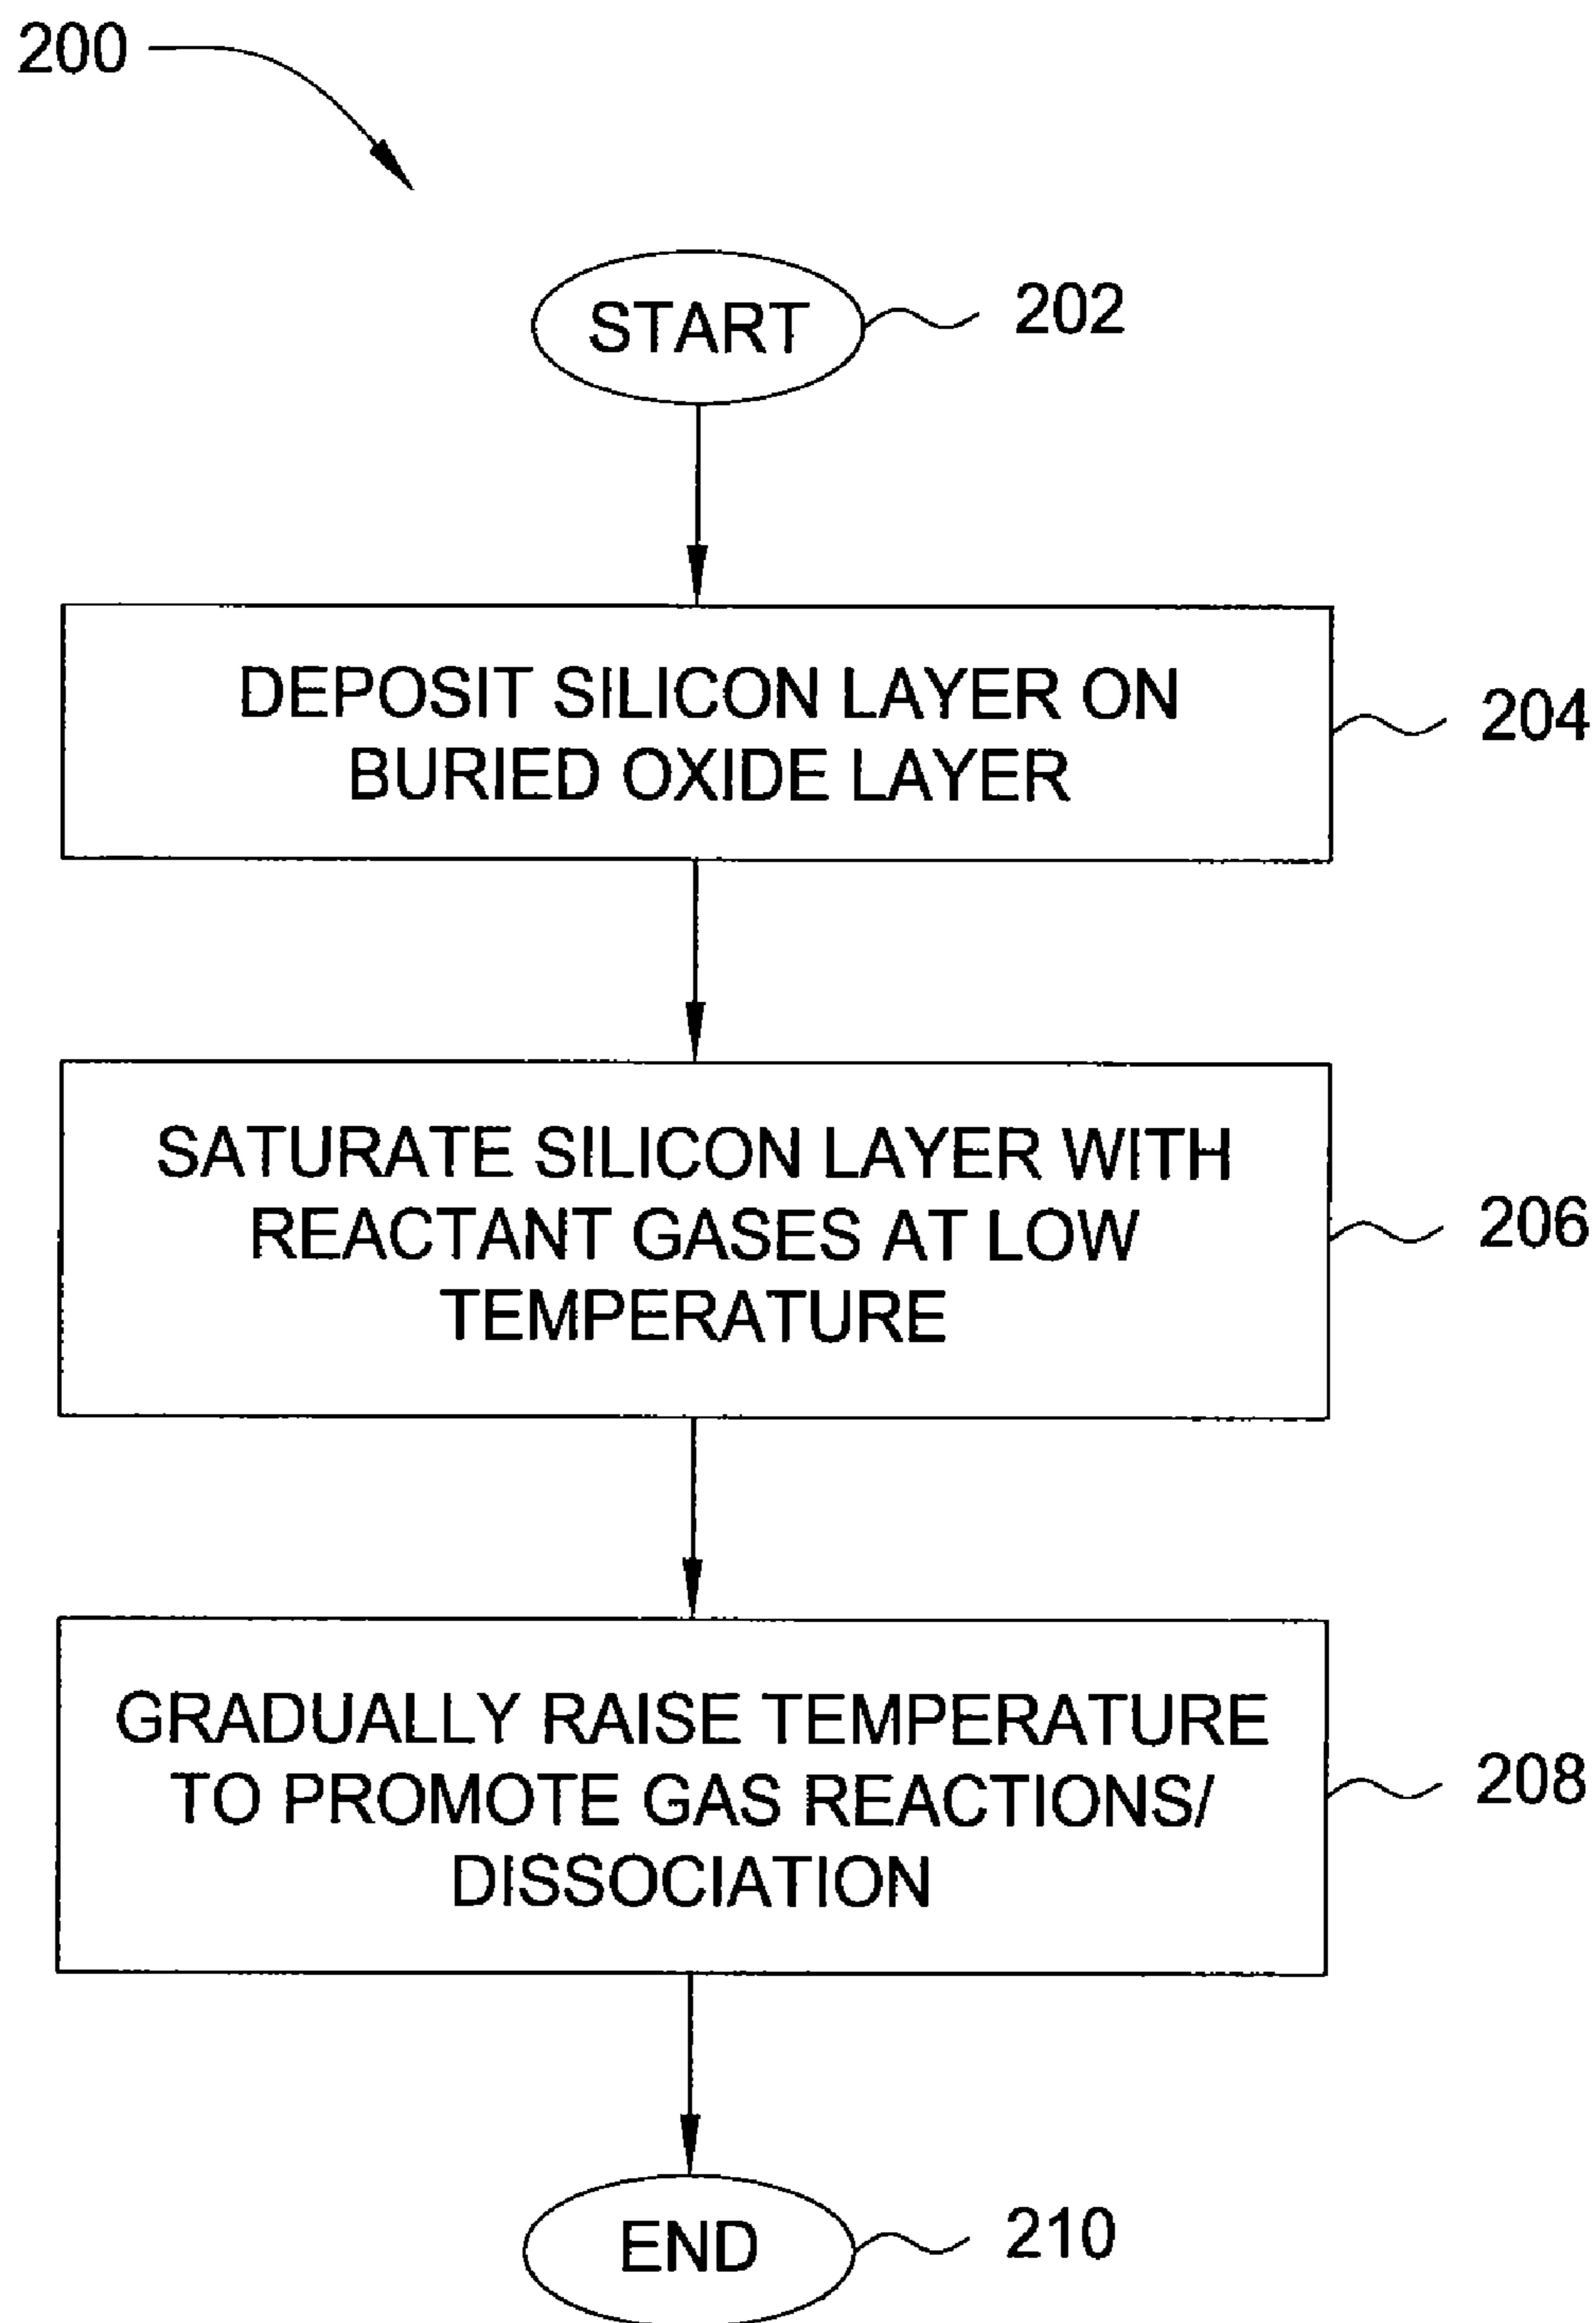 200
START
202
DEPOSIT SILICON LAYER ON
BURIED OXIDE LAYER
204
SATURATE SILICON LAYER WITH
REACTANT GASES AT LOW
TEMPERATURE
206
GRADUALLY RAISE TEMPERATURE
TO PROMOTE GAS REACTIONS/
DISSOCIATION
208
END
210